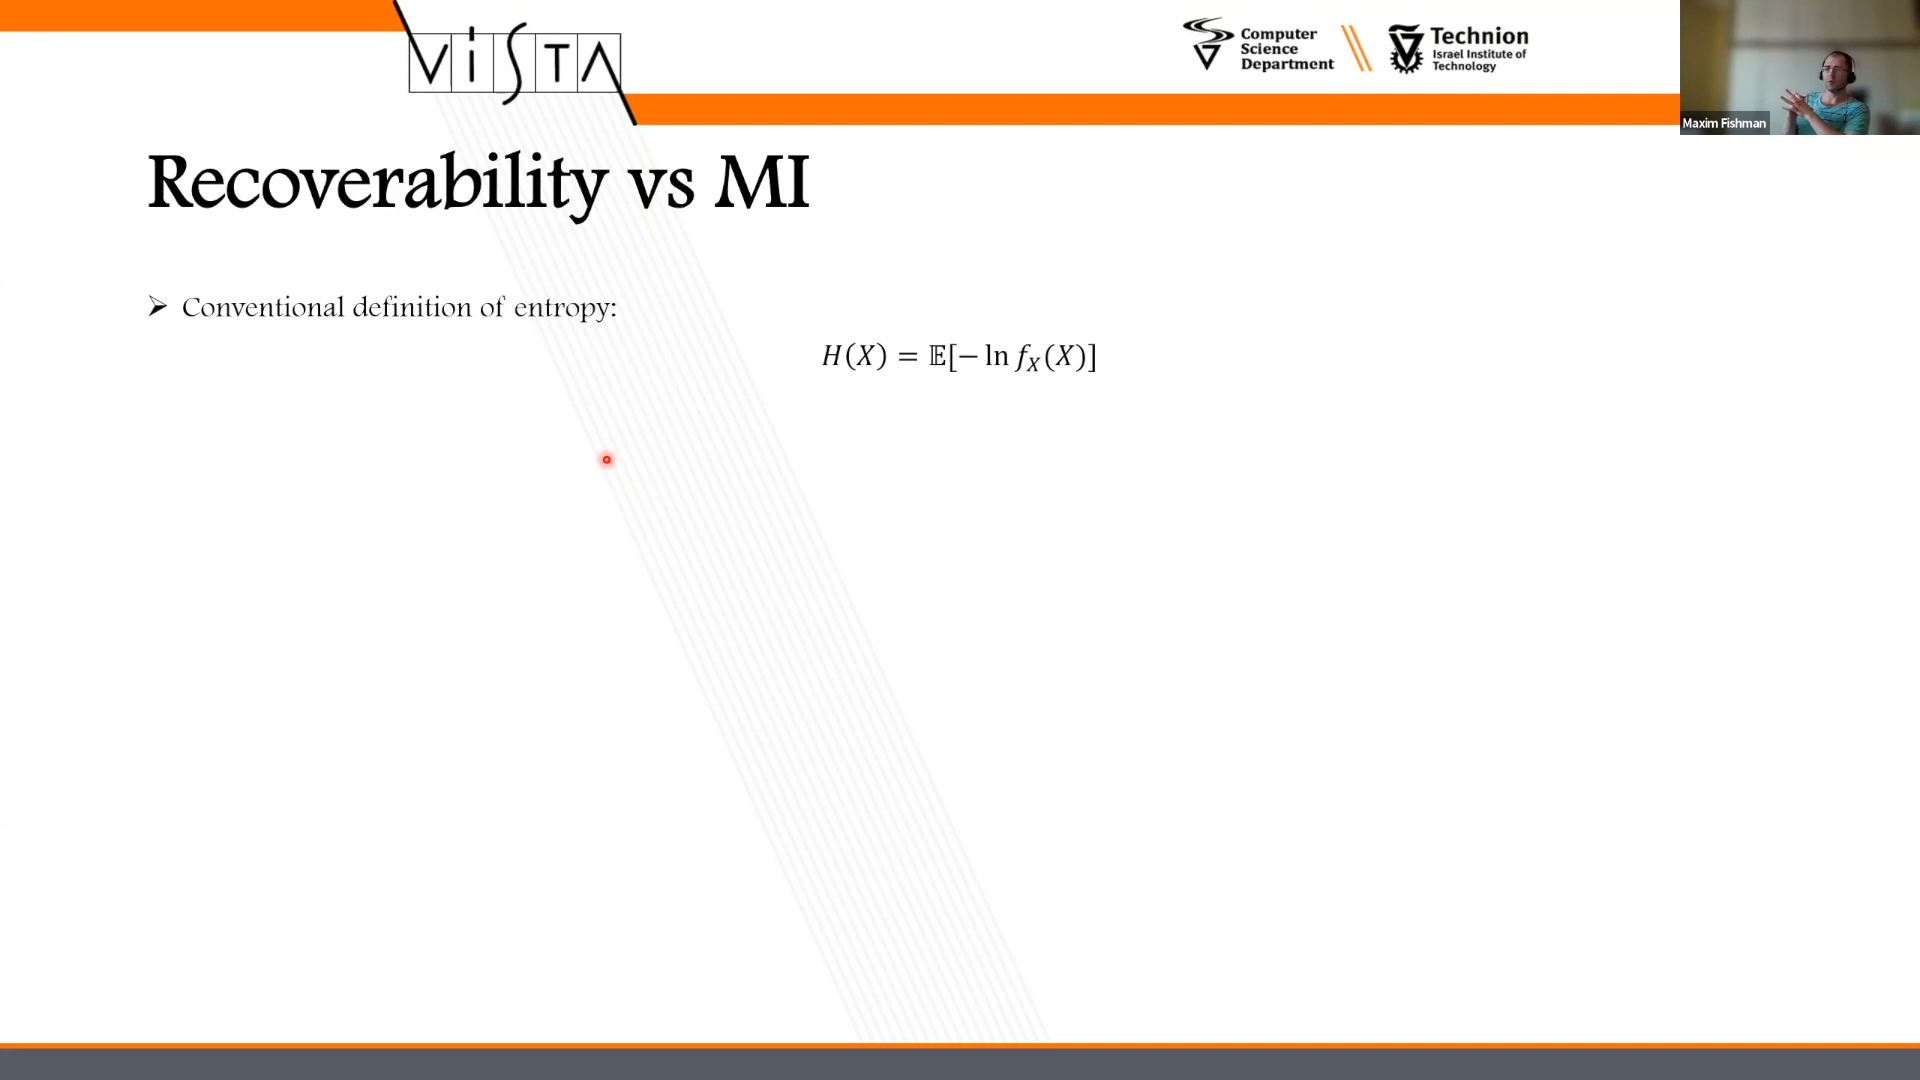 ViSTA
Computer
Science
Department
Technion
Israel Institute of
Technology
Maxim Fishman
Recoverability vs MI
➢ Conventional definition of entropy:
H(X) = 𝔼[− ln f_X(X)]